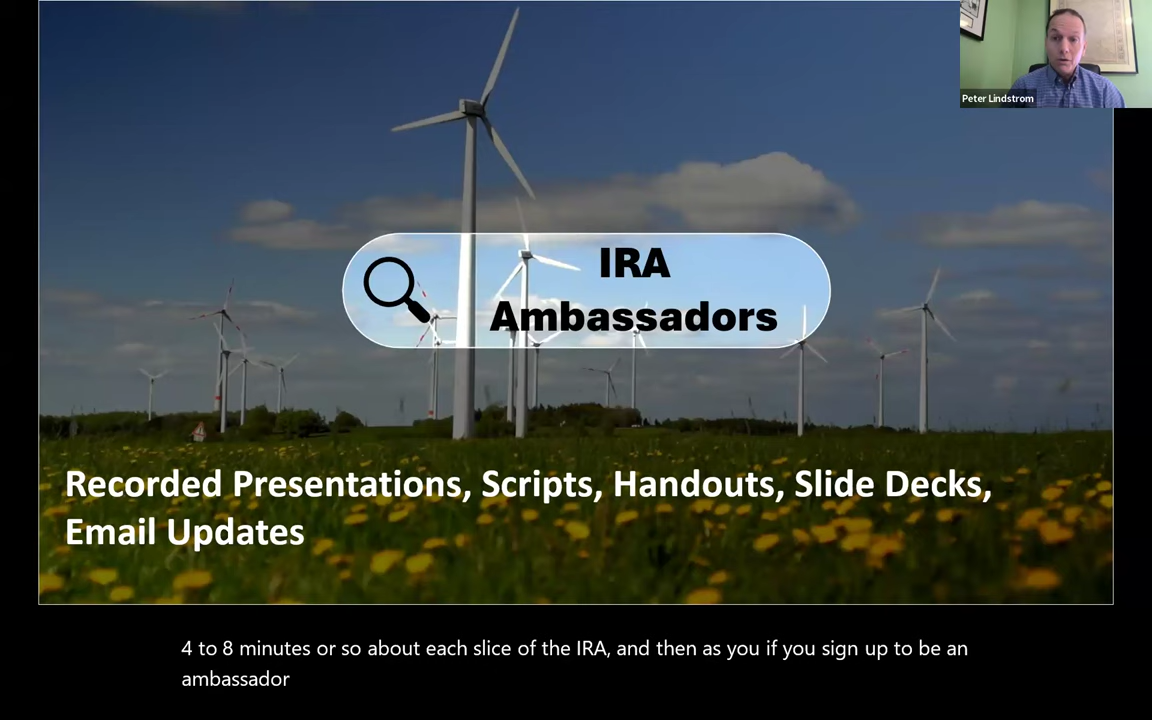 Peter Lindstrom
IRA
Ambassadors
Recorded Presentations, Scripts, Handouts, Slide Decks,
Email Updates
4 to 8 minutes or so about each slice of the IRA, and then as you if you sign up to be an
ambassador